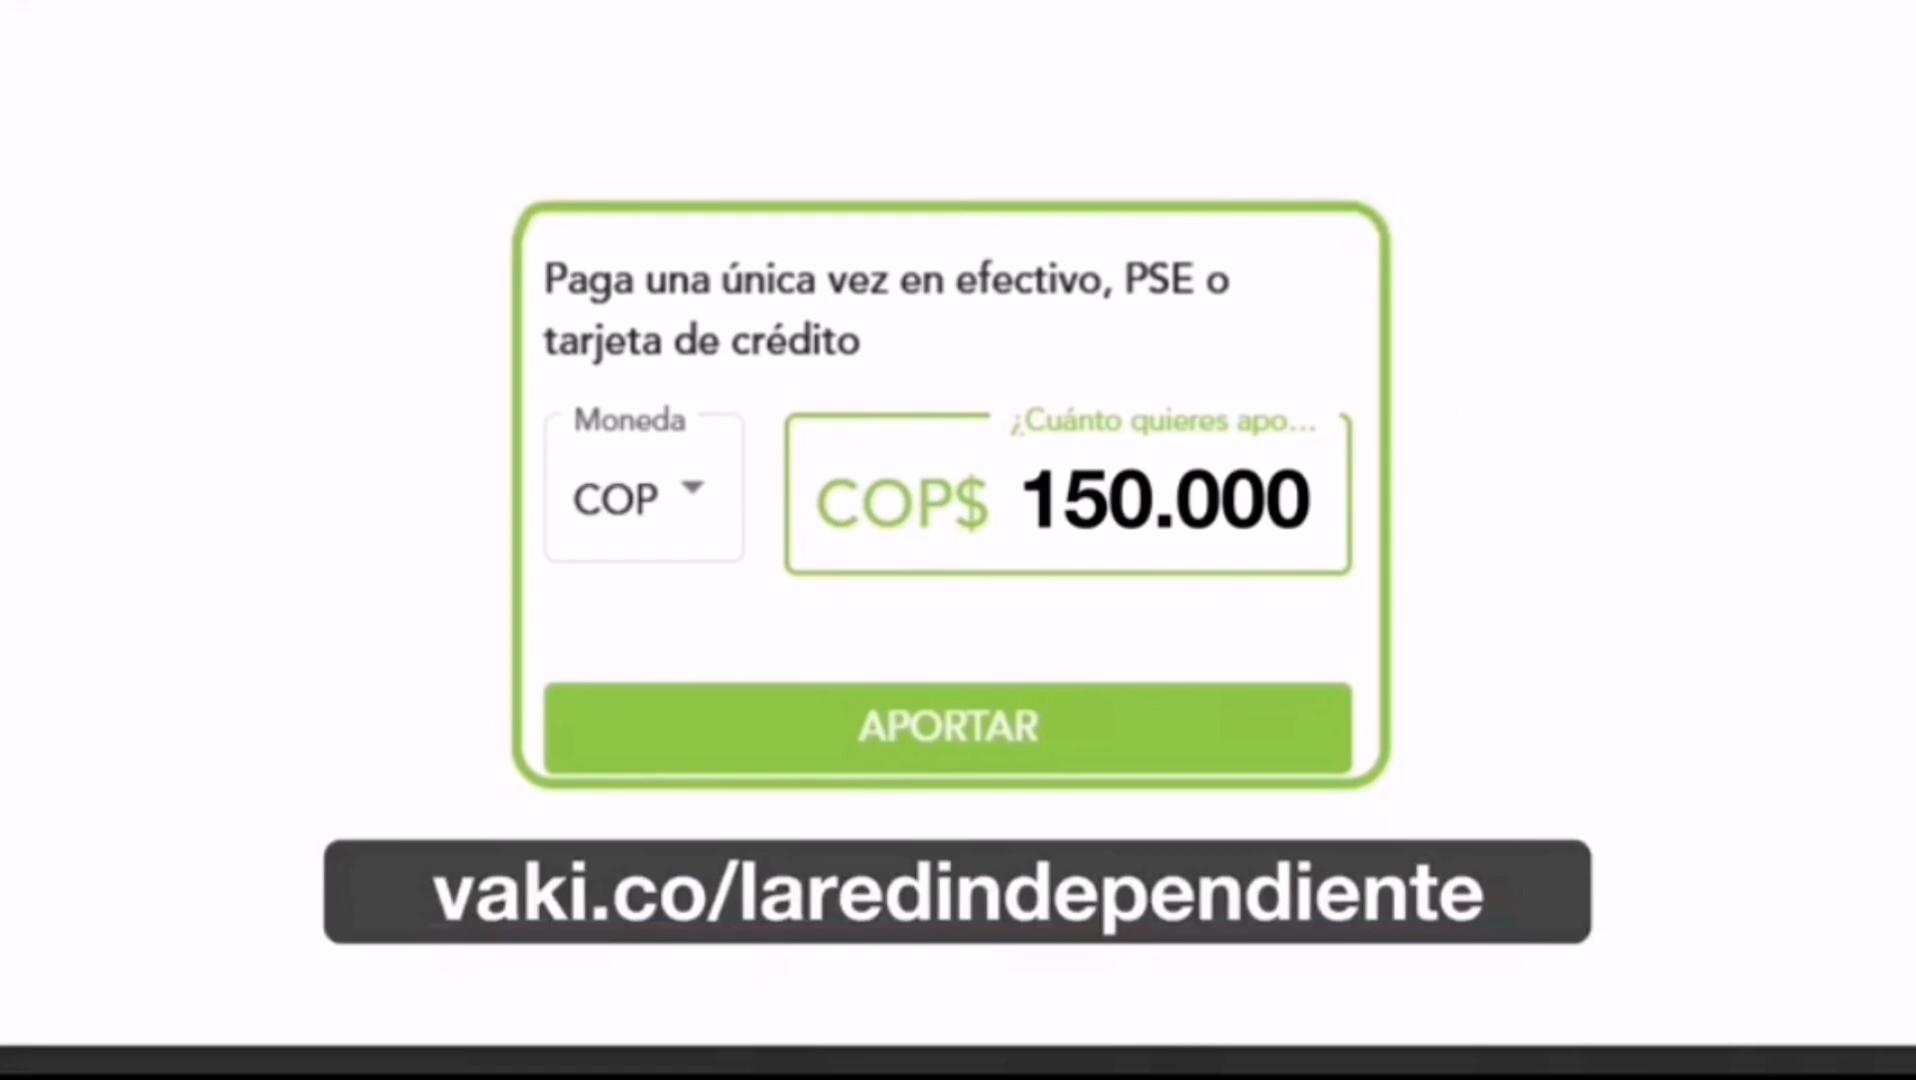 Paga una única vez en efectivo, PSE o
tarjeta de crédito
Moneda
¿Cuánto quieres apo...
COP
COP$ 150.000
APORTAR
vaki.co/laredindependiente